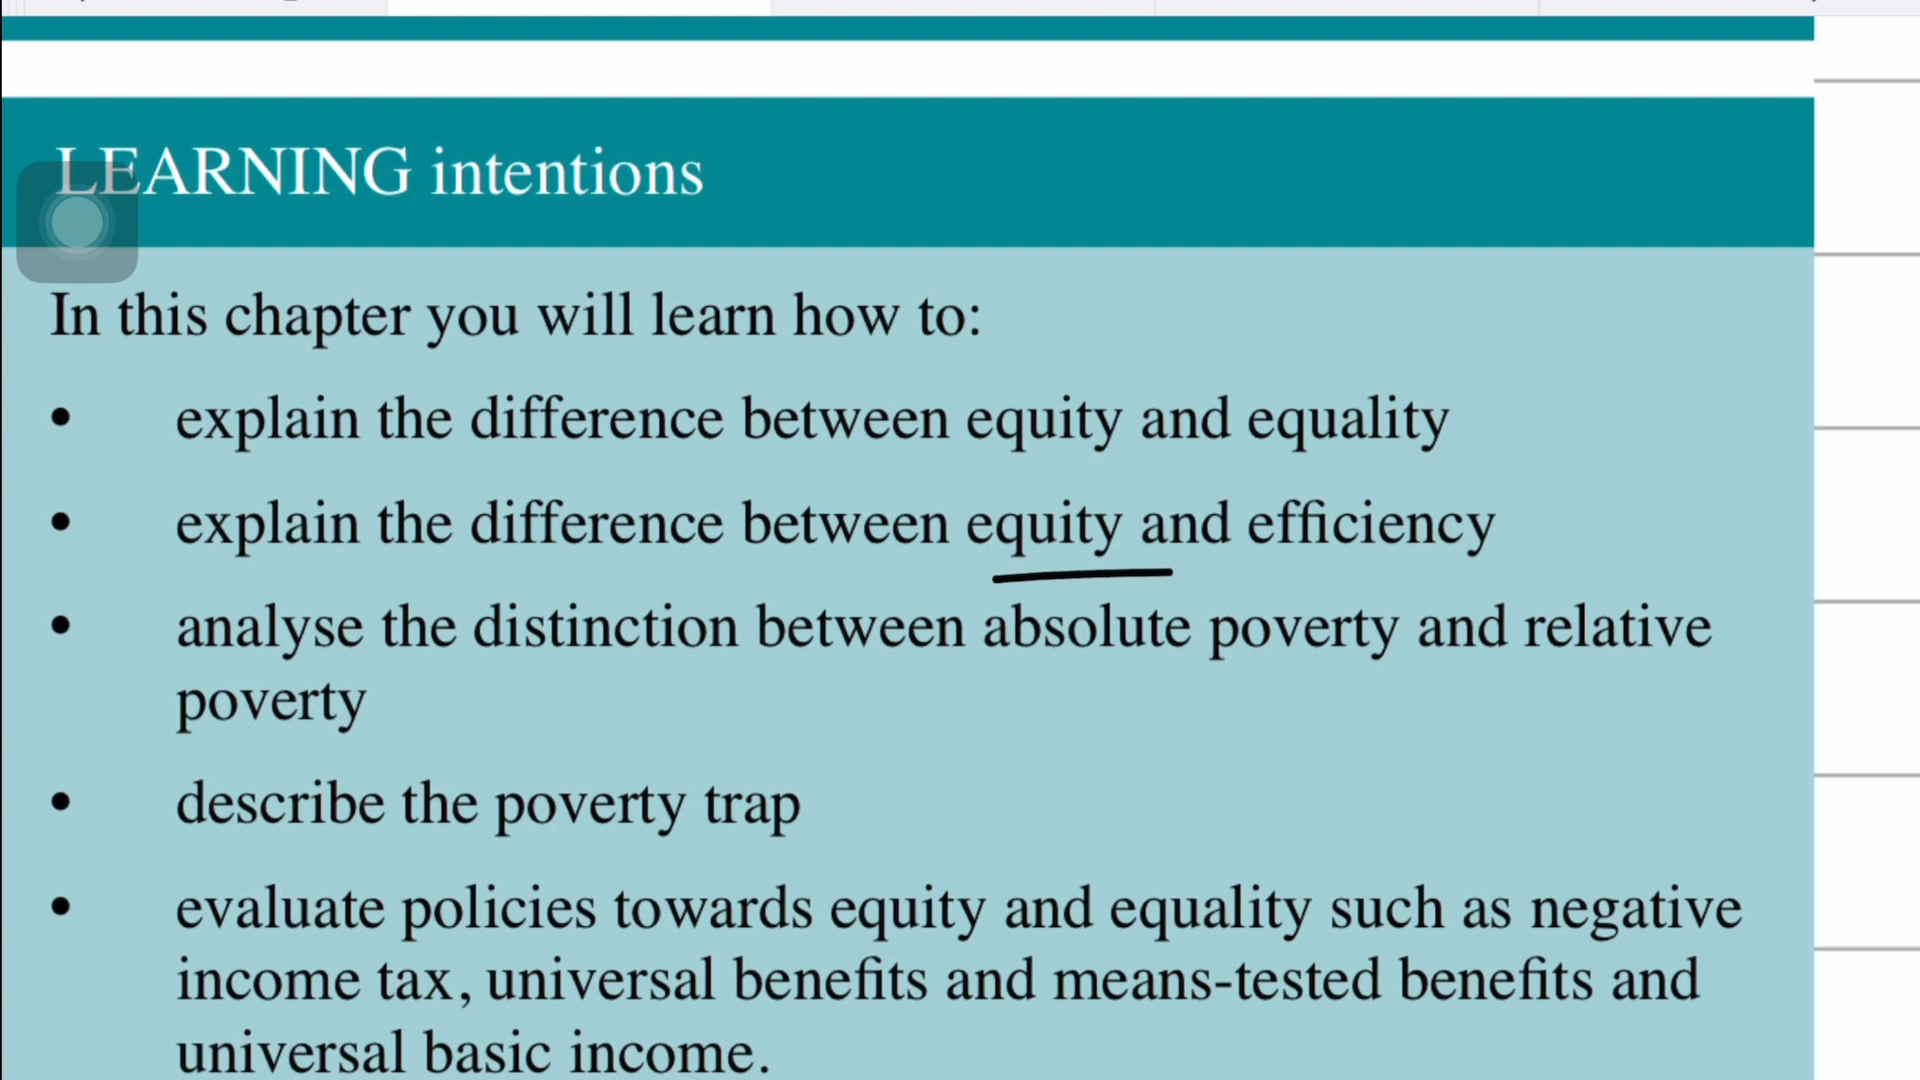 LEARNING intentions
In this chapter you will learn how to:
• explain the difference between equity and equality
• explain the difference between equity and efficiency
• analyse the distinction between absolute poverty and relative
poverty
• describe the poverty trap
• evaluate policies towards equity and equality such as negative
income tax, universal benefits and means-tested benefits and
universal basic income.